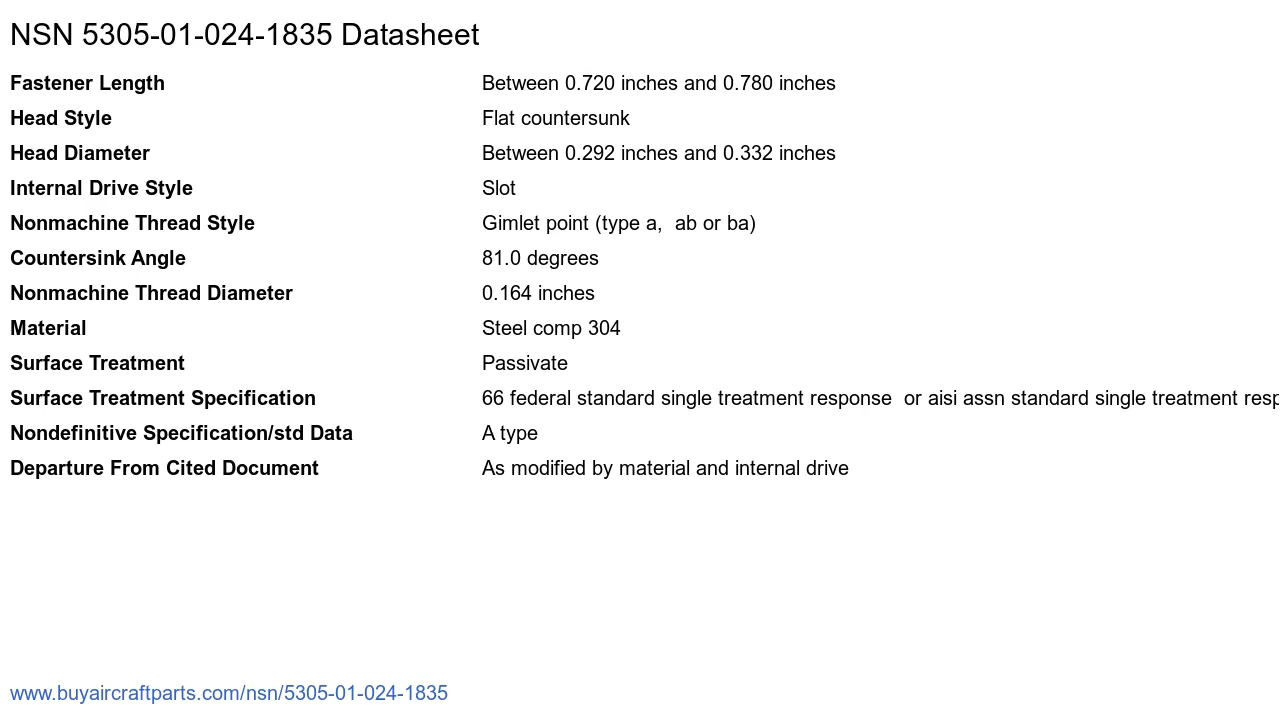 NSN 5305-01-024-1835 Datasheet
Fastener Length Between 0.720 inches and 0.780 inches
Head Style Flat countersunk
Head Diameter Between 0.292 inches and 0.332 inches
Internal Drive Style Slot
Nonmachine Thread Style Gimlet point (type a,  ab or ba)
Countersink Angle 81.0 degrees
Nonmachine Thread Diameter 0.164 inches
Material Steel comp 304
Surface Treatment Passivate
Surface Treatment Specification 66 federal standard single treatment response  or aisi assn standard single treatment resp
Nondefinitive Specification/std Data A type
Departure From Cited Document As modified by material and internal drive
www.buyaircraftparts.com/nsn/5305-01-024-1835